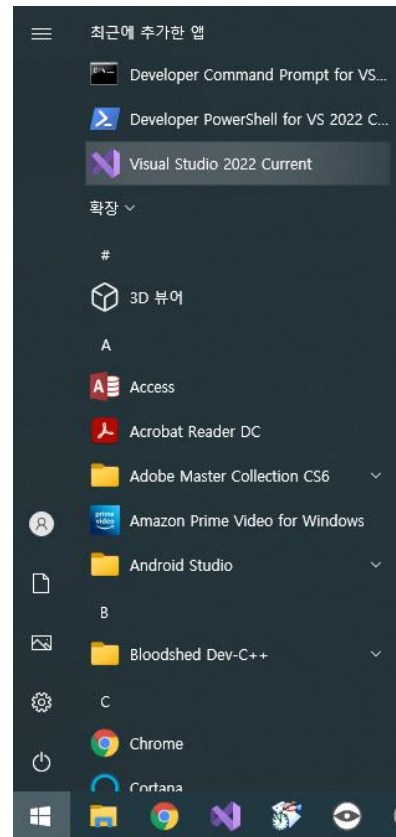 최근에 추가한 앱
Developer Command Prompt for VS...
Developer PowerShell for VS 2022 C...
Visual Studio 2022 Current
확장
#
3D 뷰어
A
Access
Acrobat Reader DC
Adobe Master Collection CS6
Amazon Prime Video for Windows
Android Studio
B
Bloodshed Dev-C++
C
Chrome
Cortana